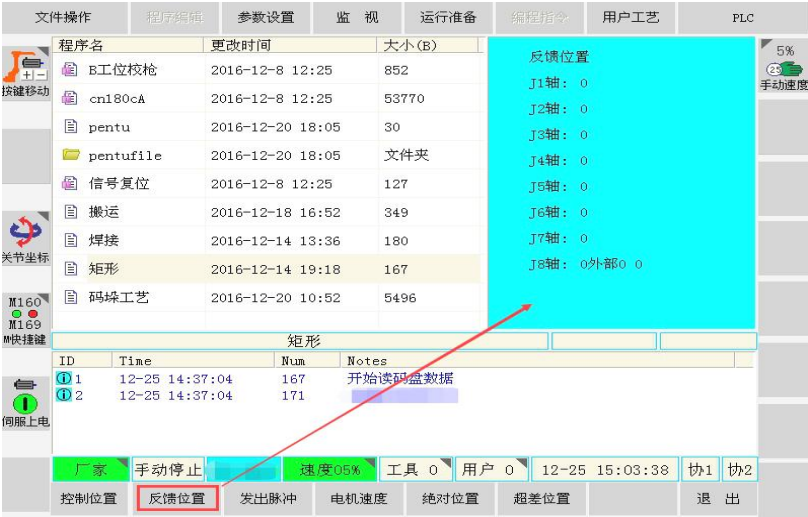 文件操作 程序编辑 参数设置 监 视 运行准备 编程指令 用户工艺 PLC
程序名 更改时间 大小(B)
B工位校枪 2016-12-8 12:25 852
cn180cA 2016-12-8 12:25 53770
pentu 2016-12-20 18:05 30
pentufile 2016-12-20 18:05 文件夹
信号复位 2016-12-8 12:25 127
搬运 2016-12-18 16:52 349
焊接 2016-12-14 13:36 180
矩形 2016-12-14 19:18 167
码垛工艺 2016-12-20 10:52 5496
反馈位置
J1轴: 0
J2轴: 0
J3轴: 0
J4轴: 0
J5轴: 0
J6轴: 0
J7轴: 0
J8轴: 0外部0 0
按键移动
关节坐标
M160
M169
M快捷键
伺服上电
5%
25
手动速度
矩形
ID Time Num Notes
1 12-25 14:37:04 167 开始读码盘数据
2 12-25 14:37:04 171
厂家 手动停止 速度05% 工具 0 用户 0 12-25 15:03:38 协1 协2
控制位置 反馈位置 发出脉冲 电机速度 绝对位置 超差位置 退 出